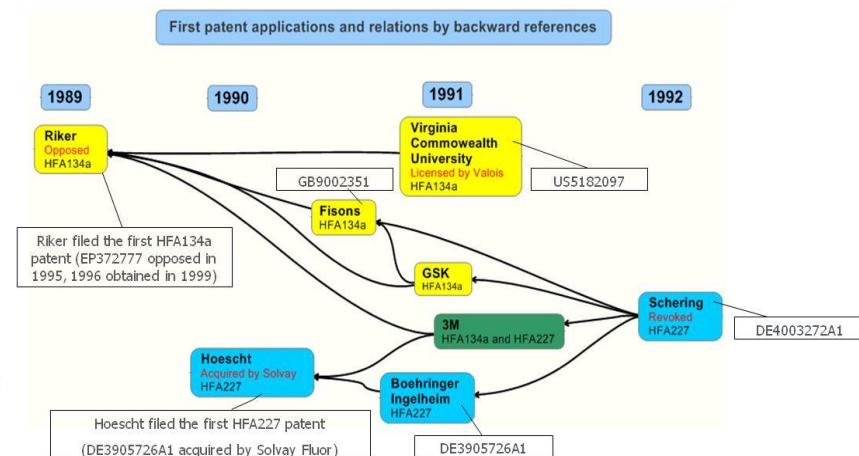 First patent applications and relations by backward references
1989
1990
1991
1992
Riker
Opposed
HFA134a
Virginia
Commowealth
University
Licensed by Valois
HFA134a
GB9002351
US5182097
Fisons
HFA134a
Riker filed the first HFA134a
patent (EP372777 opposed in
1995, 1996 obtained in 1999)
GSK
HFA134a
Schering
Revoked
HFA227
DE4003272A1
3M
HFA134a and HFA227
Hoescht
Acquired by Solvay
HFA227
Boehringer
Ingelheim
HFA227
Hoescht filed the first HFA227 patent
(DE3905726A1 acquired by Solvay Fluor)
DE3905726A1